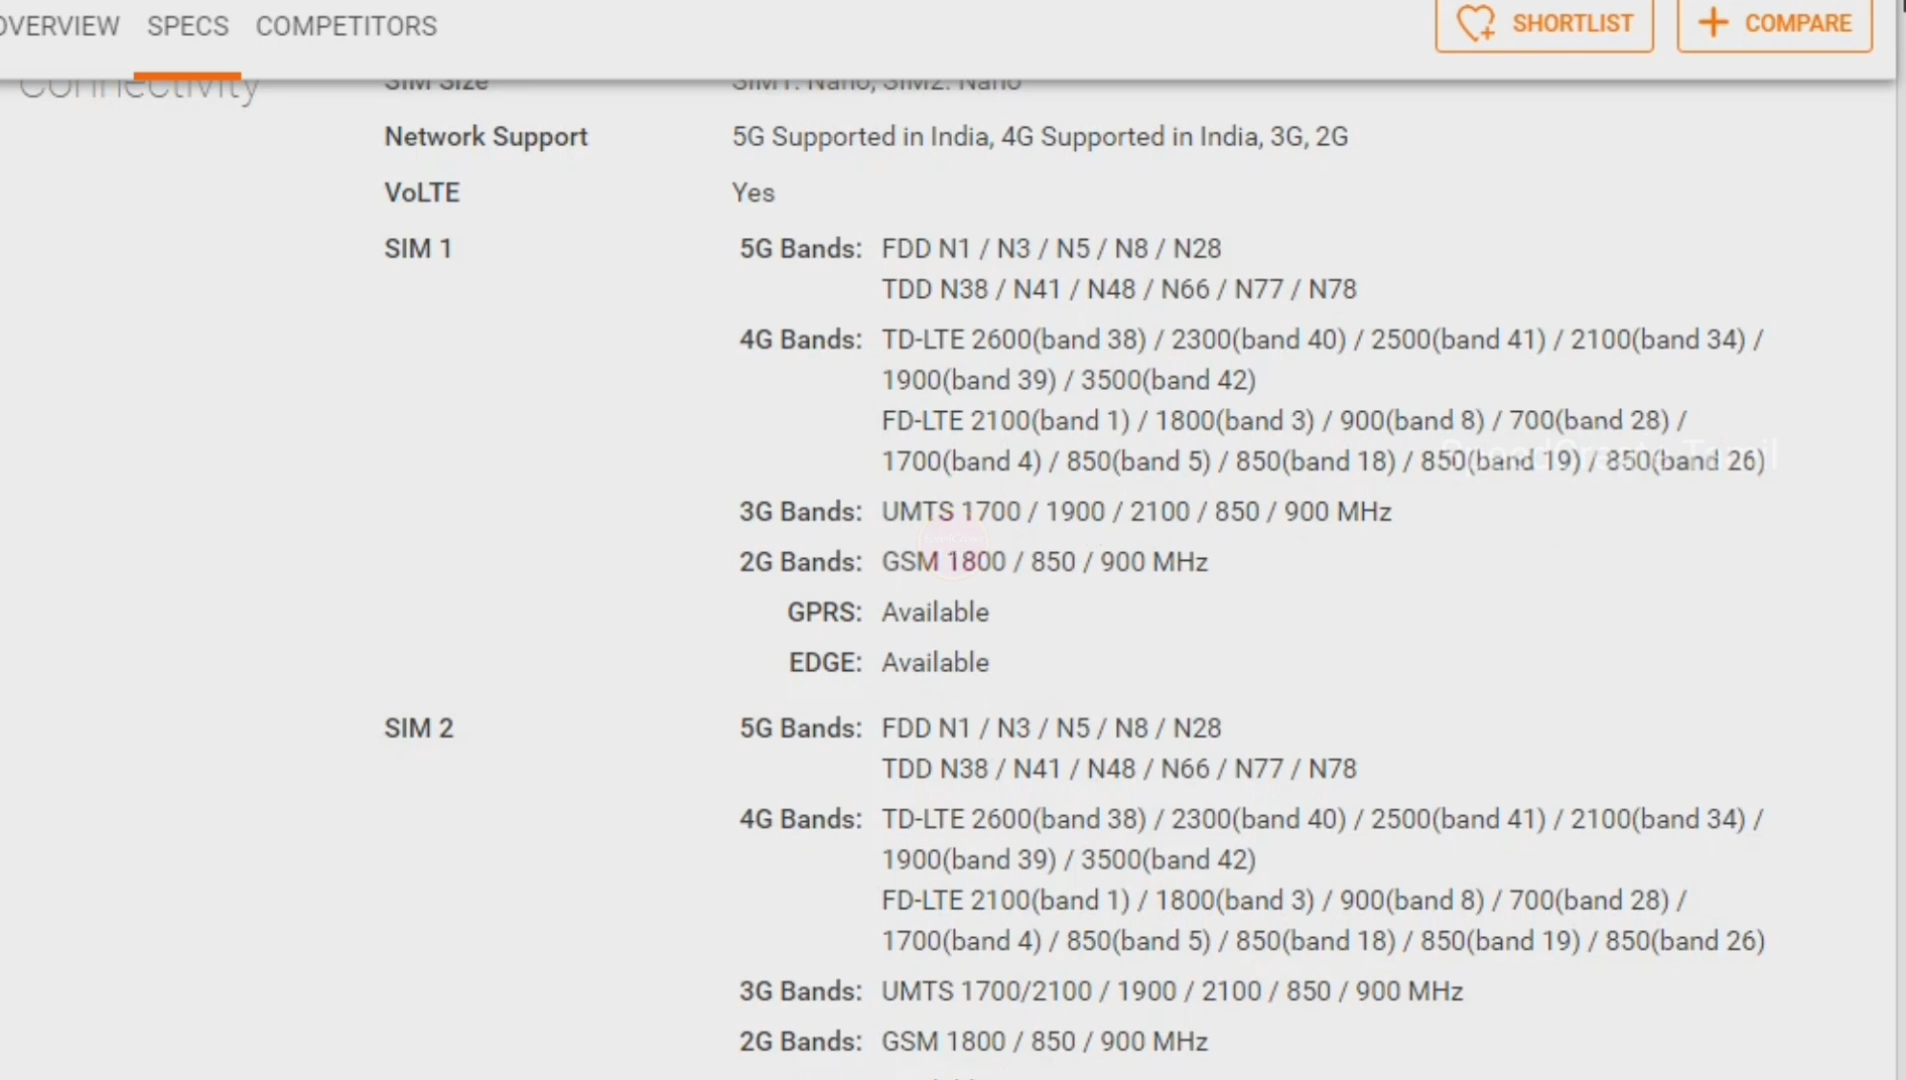 OVERVIEW SPECS COMPETITORS SHORTLIST COMPARE
Connectivity SIM Size SIM1: Nano, SIM2: Nano
Network Support 5G Supported in India, 4G Supported in India, 3G, 2G
VoLTE Yes
SIM 1 5G Bands: FDD N1 / N3 / N5 / N8 / N28
TDD N38 / N41 / N48 / N66 / N77 / N78
4G Bands: TD-LTE 2600(band 38) / 2300(band 40) / 2500(band 41) / 2100(band 34) /
1900(band 39) / 3500(band 42)
FD-LTE 2100(band 1) / 1800(band 3) / 900(band 8) / 700(band 28) /
1700(band 4) / 850(band 5) / 850(band 18) / 850(band 19) / 850(band 26)
3G Bands: UMTS 1700 / 1900 / 2100 / 850 / 900 MHz
2G Bands: GSM 1800 / 850 / 900 MHz
GPRS: Available
EDGE: Available
SIM 2 5G Bands: FDD N1 / N3 / N5 / N8 / N28
TDD N38 / N41 / N48 / N66 / N77 / N78
4G Bands: TD-LTE 2600(band 38) / 2300(band 40) / 2500(band 41) / 2100(band 34) /
1900(band 39) / 3500(band 42)
FD-LTE 2100(band 1) / 1800(band 3) / 900(band 8) / 700(band 28) /
1700(band 4) / 850(band 5) / 850(band 18) / 850(band 19) / 850(band 26)
3G Bands: UMTS 1700/2100 / 1900 / 2100 / 850 / 900 MHz
2G Bands: GSM 1800 / 850 / 900 MHz